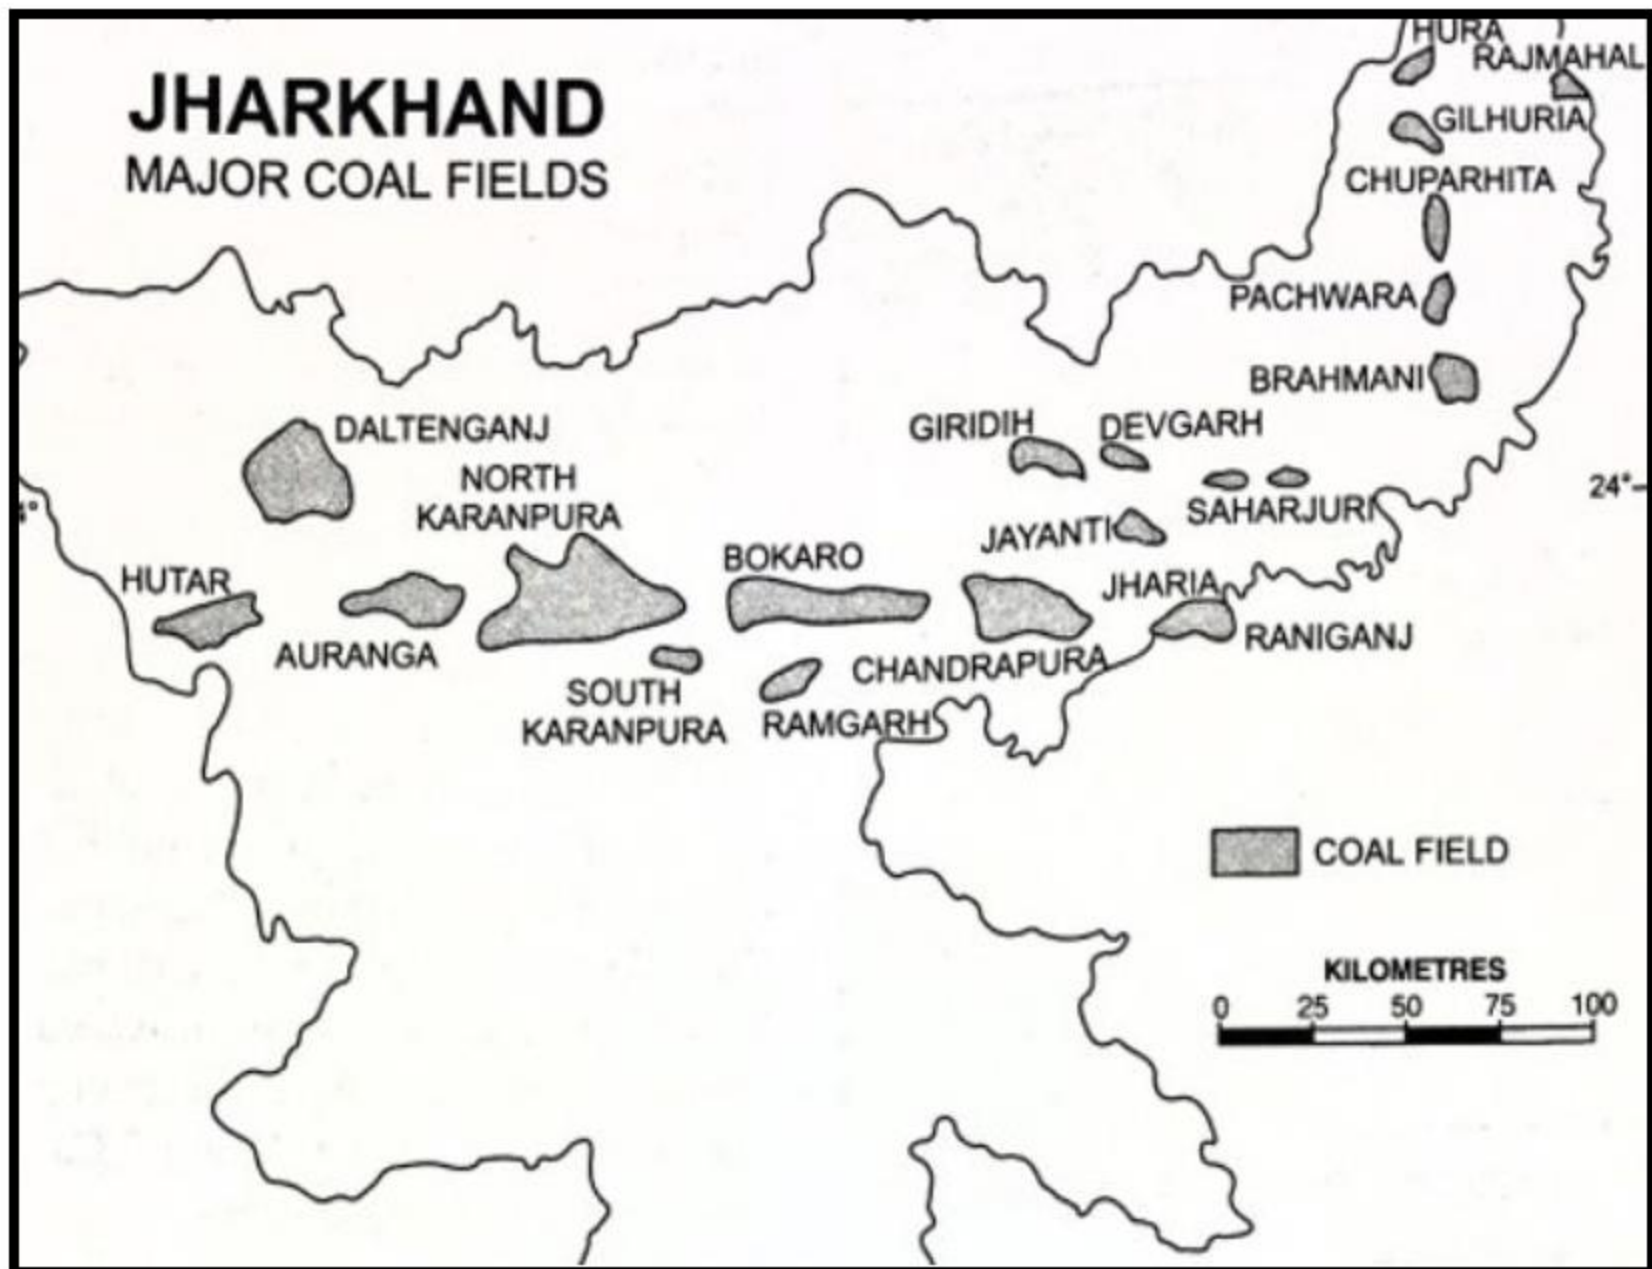 HURA
RAJMAHAL
JHARKHAND
MAJOR COAL FIELDS
GILHURIA
CHUPARHITA
PACHWARA
BRAHMANI
DALTENGANJ
GIRIDIH
DEVGARH
NORTH
KARANPURA
24°
SAHARJURI
JAYANTI
BOKARO
HUTAR
JHARIA
RANIGANJ
AURANGA
CHANDRAPURA
SOUTH
KARANPURA
RAMGARH
COAL FIELD
KILOMETRES
0 25 50 75 100